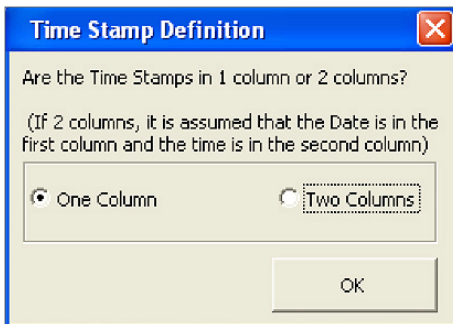 Time Stamp Definition
Are the Time Stamps in 1 column or 2 columns?
(If 2 columns, it is assumed that the Date is in the
first column and the time is in the second column)
One Column Two Columns
OK